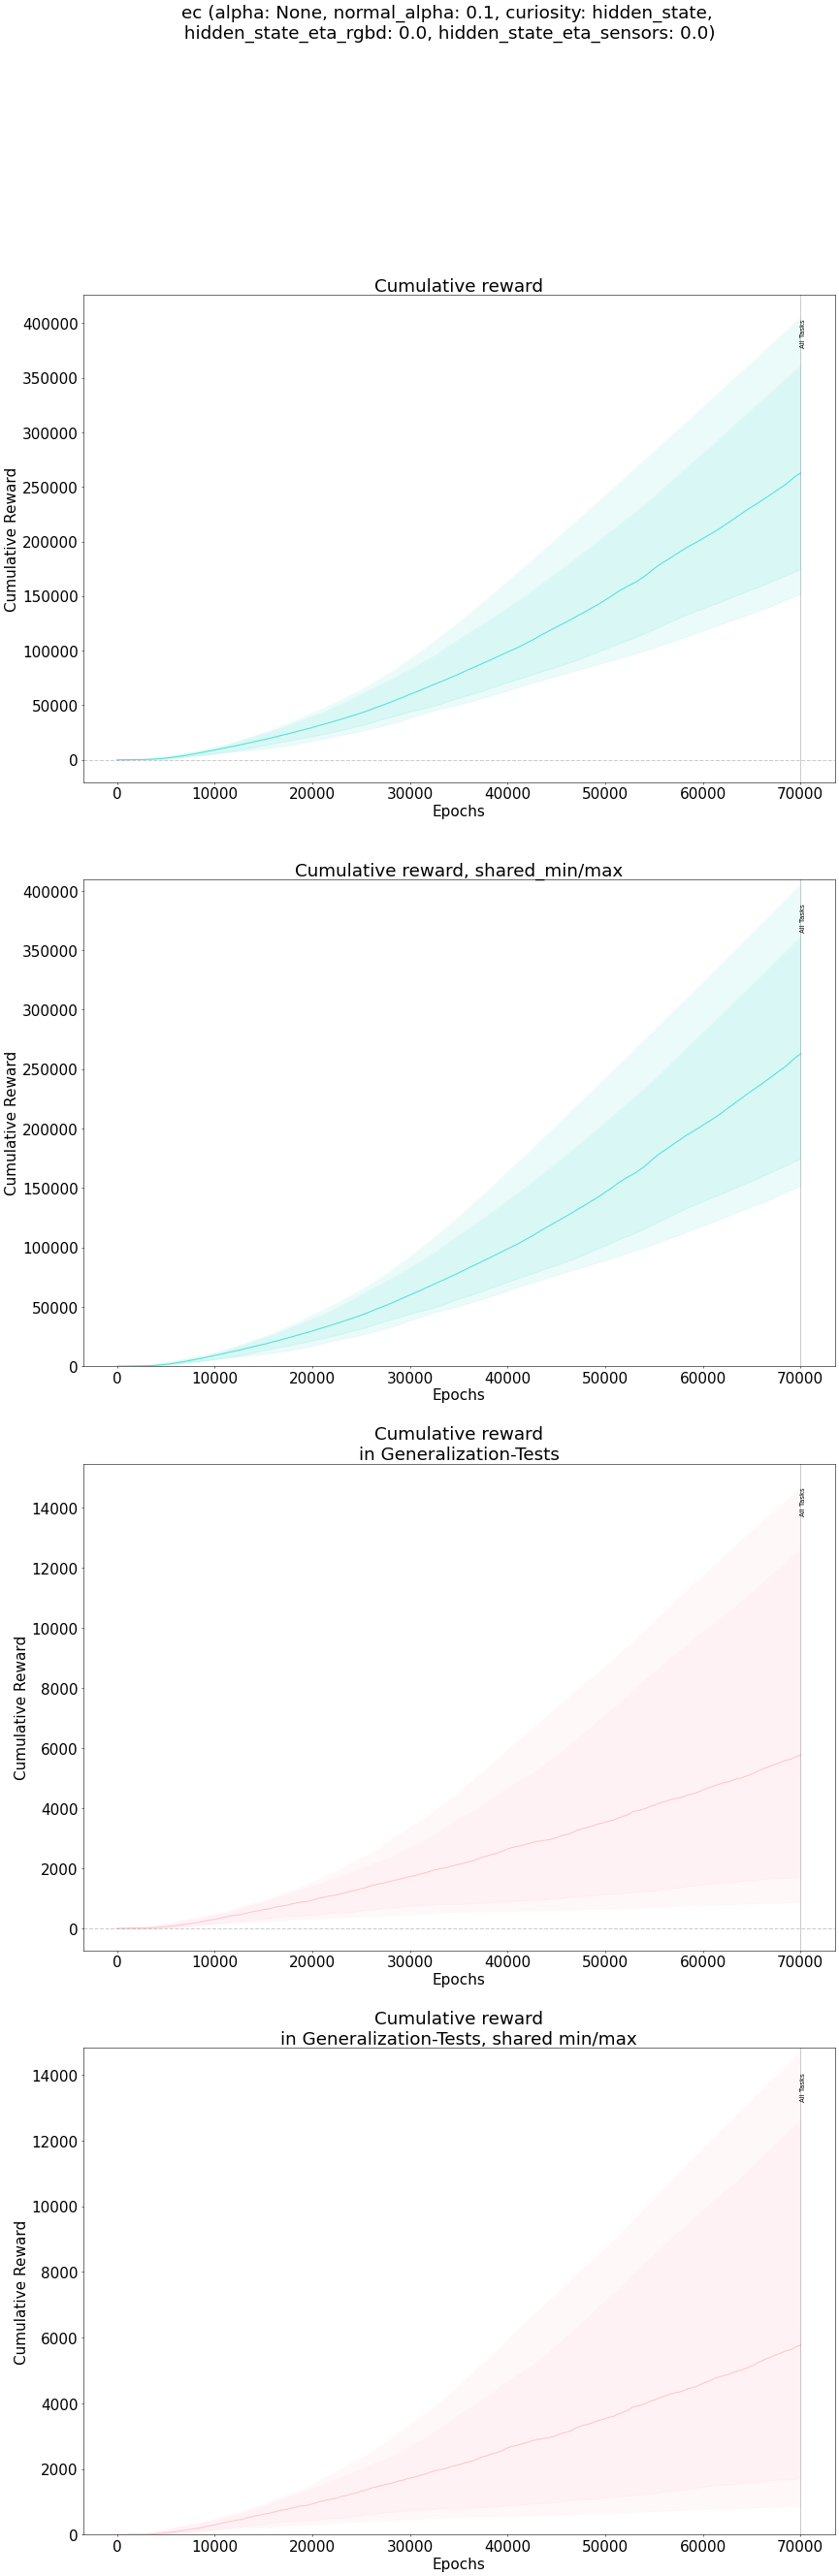 ec (alpha: None, normal_alpha: 0.1, curiosity: hidden_state,
hidden_state_eta_rgbd: 0.0, hidden_state_eta_sensors: 0.0)
Cumulative reward
400000
350000
300000
250000
200000
150000
100000
50000
0
Cumulative Reward
All Tasks
0 10000 20000 30000 40000 50000 60000 70000
Epochs
Cumulative reward, shared_min/max
400000
350000
300000
250000
200000
150000
100000
50000
0
Cumulative Reward
All Tasks
0 10000 20000 30000 40000 50000 60000 70000
Epochs
Cumulative reward
in Generalization-Tests
14000
12000
10000
8000
6000
4000
2000
0
Cumulative Reward
All Tasks
0 10000 20000 30000 40000 50000 60000 70000
Epochs
Cumulative reward
in Generalization-Tests, shared min/max
14000
12000
10000
8000
6000
4000
2000
0
Cumulative Reward
All Tasks
0 10000 20000 30000 40000 50000 60000 70000
Epochs